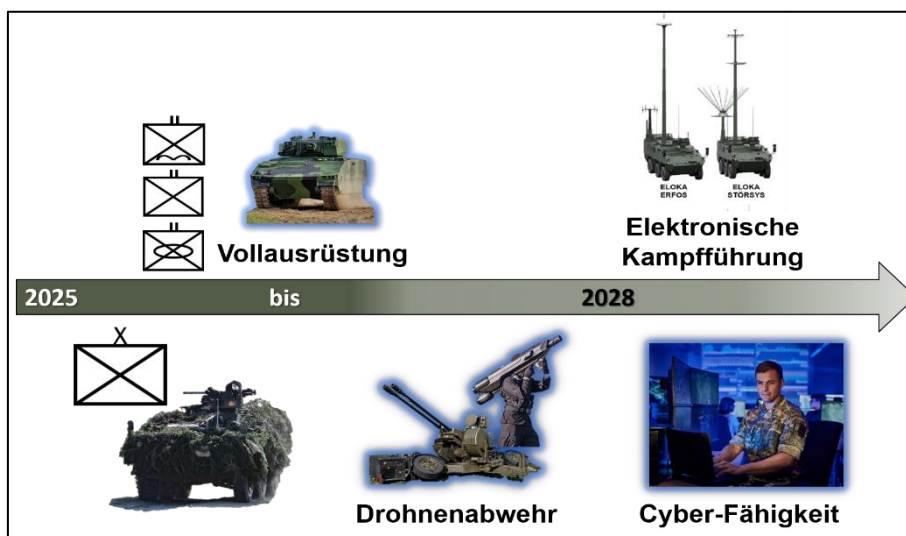 ELOKA
ERFOS
ELOKA
STÖRSYS
Vollausrüstung
Elektronische
Kampfführung
2025
bis
2028
X
Drohnenabwehr
Cyber-Fähigkeit